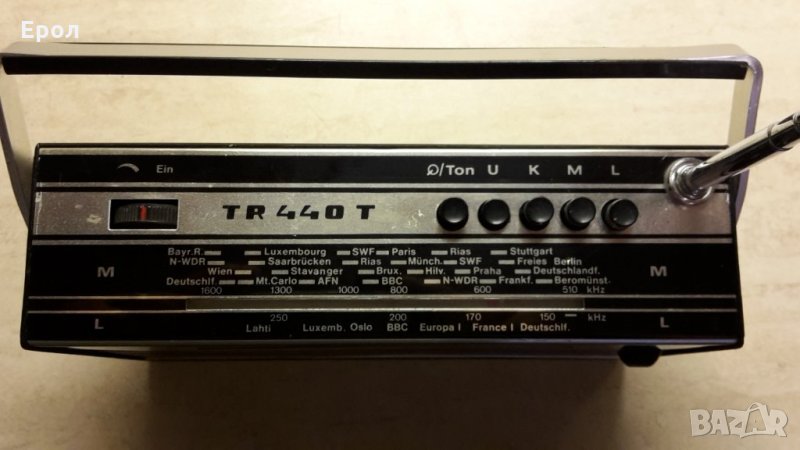 Ерол
Ein Ω/Ton U K M L
TR 440 T
Bayr.R. Luxembourg SWF Paris Rias Stuttgart
N-WDR Saarbrücken Rias Münch. SWF Freies Berlin
M Wien Stavanger Brux. Hilv. Praha Deutschlandf. M
Deutschlf. Mt.Carlo AFN BBC N-WDR Frankf. Beromünst.
1600 1300 1000 800 600 510 kHz
L 250 200 170 150 kHz L
Lahti Luxemb. Oslo BBC Europa I France I Deutschlf.
BAZAR